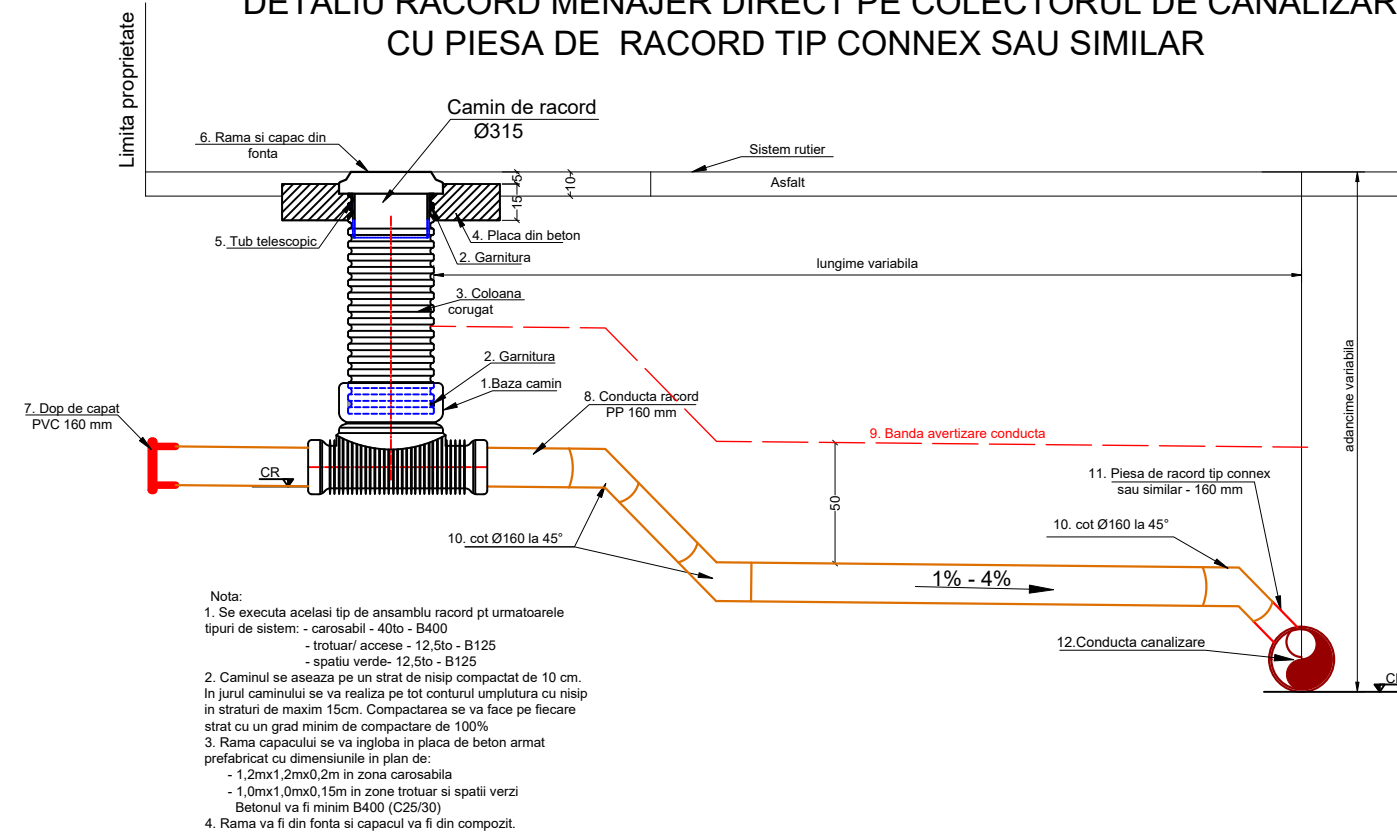 DETALIU RACORD MENAJER DIRECT PE COLECTORUL DE CANALIZAR
CU PIESA DE RACORD TIP CONNEX SAU SIMILAR
Limita proprietate
Camin de racord
Ø315
6. Rama si capac din
fonta
Sistem rutier
Asfalt
5
15
10
5. Tub telescopic
4. Placa din beton
2. Garnitura
lungime variabila
3. Coloana
corugat
2. Garnitura
1.Baza camin
8. Conducta racord
PP 160 mm
7. Dop de capat
PVC 160 mm
CR
9. Banda avertizare conducta
adancime variabila
50
11. Piesa de racord tip connex
sau similar - 160 mm
10. cot Ø160 la 45°
10. cot Ø160 la 45°
1% - 4%
12.Conducta canalizare
Nota:
1. Se executa acelasi tip de ansamblu racord pt urmatoarele
tipuri de sistem: - carosabil - 40to - B400
- trotuar/ accese - 12,5to - B125
- spatiu verde- 12,5to - B125
2. Caminul se aseaza pe un strat de nisip compactat de 10 cm.
In jurul caminului se va realiza pe tot conturul umplutura cu nisip
in straturi de maxim 15cm. Compactarea se va face pe fiecare
strat cu un grad minim de compactare de 100%
3. Rama capacului se va ingloba in placa de beton armat
prefabricat cu dimensiunile in plan de:
- 1,2mx1,2mx0,2m in zona carosabila
- 1,0mx1,0mx0,15m in zone trotuar si spatii verzi
Betonul va fi minim B400 (C25/30)
4. Rama va fi din fonta si capacul va fi din compozit.